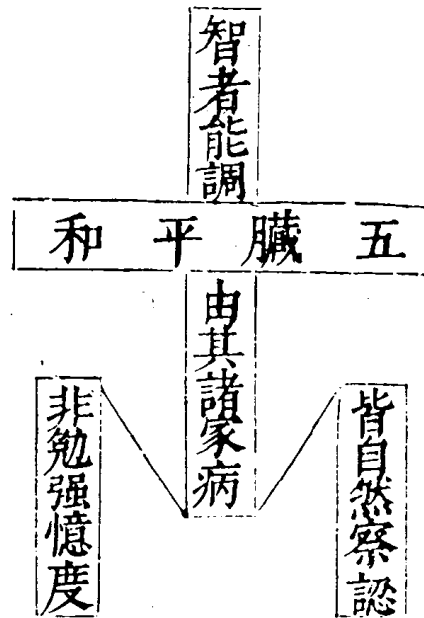 智者能調
五臟平和
由其諸家病
皆自然察認
非勉强憶度